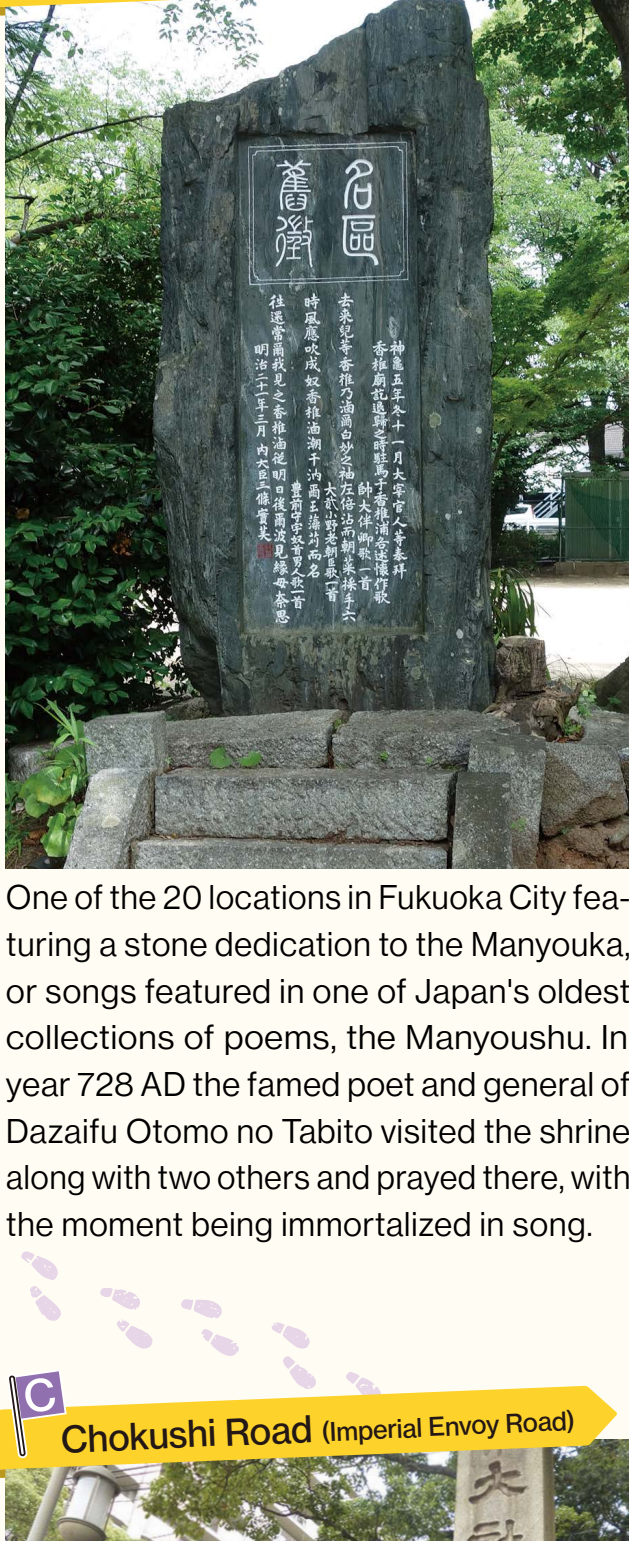 名區
舊徵
神龜五年冬十一月大宰官人等奉拜
香椎廟訖退歸之時駐馬于香椎浦各述懷作歌
帥大伴卿歌一首
去来兒等香椎乃滷爾白妙之袖左倍沾而朝菜採手六
大貳小野老朝臣歌一首
時風應吹成奴香椎滷潮干汭爾玉藻苅而名
豊前守宇奴首男人歌一首
徃還常爾我見之香椎滷從明日後爾波見縁母奈思
明治二十一年三月 内大臣三條實美
One of the 20 locations in Fukuoka City fea-
turing a stone dedication to the Manyouka,
or songs featured in one of Japan's oldest
collections of poems, the Manyoushu. In
year 728 AD the famed poet and general of
Dazaifu Otomo no Tabito visited the shrine
along with two others and prayed there, with
the moment being immortalized in song.
C
Chokushi Road (Imperial Envoy Road)
大社